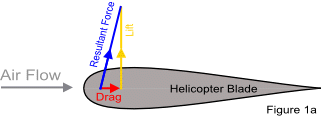 Resultant Force
Lift
Air Flow
Drag
Helicopter Blade
Figure 1a